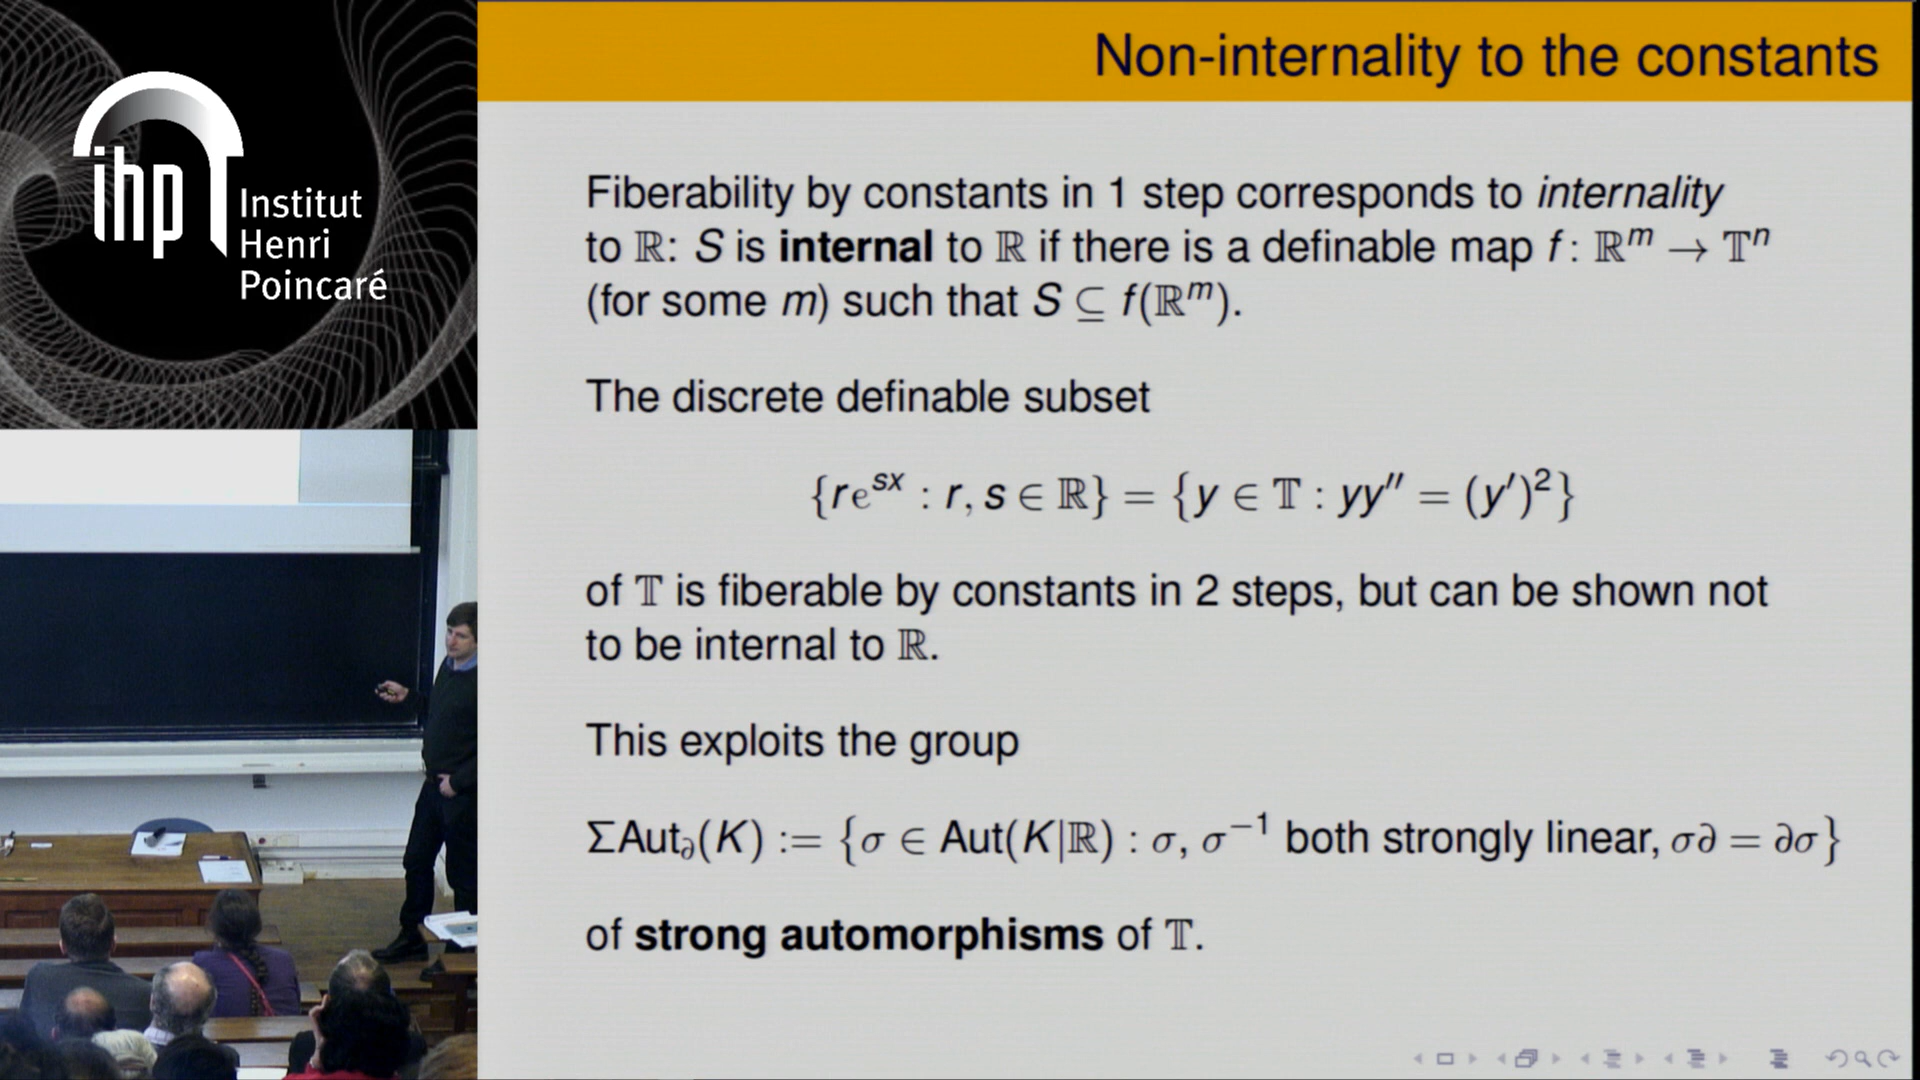 ihp Institut
Henri
Poincaré
Non-internality to the constants
Fiberability by constants in 1 step corresponds to internality
to ℝ: S is internal to ℝ if there is a definable map f: ℝᵐ → 𝕋ⁿ
(for some m) such that S ⊆ f(ℝᵐ).
The discrete definable subset
{re^{sx} : r, s ∈ ℝ} = {y ∈ 𝕋 : yy″ = (y′)²}
of 𝕋 is fiberable by constants in 2 steps, but can be shown not
to be internal to ℝ.
This exploits the group
ΣAut_∂(K) := {σ ∈ Aut(K|ℝ) : σ, σ⁻¹ both strongly linear, σ∂ = ∂σ}
of strong automorphisms of 𝕋.